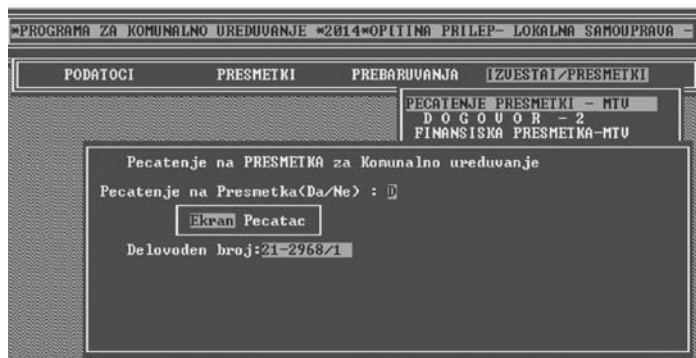 *PROGRAMA ZA KOMUNALNO UREDUVANJE *2014*OPITINA PRILEP- LOKALNA SAMOUPRAVA -
PODATOCI PRESMETKI PREBARUVANJA IZVESTAI/PRESMETKI
PECATENJE PRESMETKI - MTV
D O G O V O R - 2
FINANSISKA PRESMETKA-MTV
Pecatenje na PRESMETKA za Komunalno ureduvanje
Pecatenje na Presmetka(Da/Ne) : D
Ekran Pecatac
Delovoden broj:21-2968/1